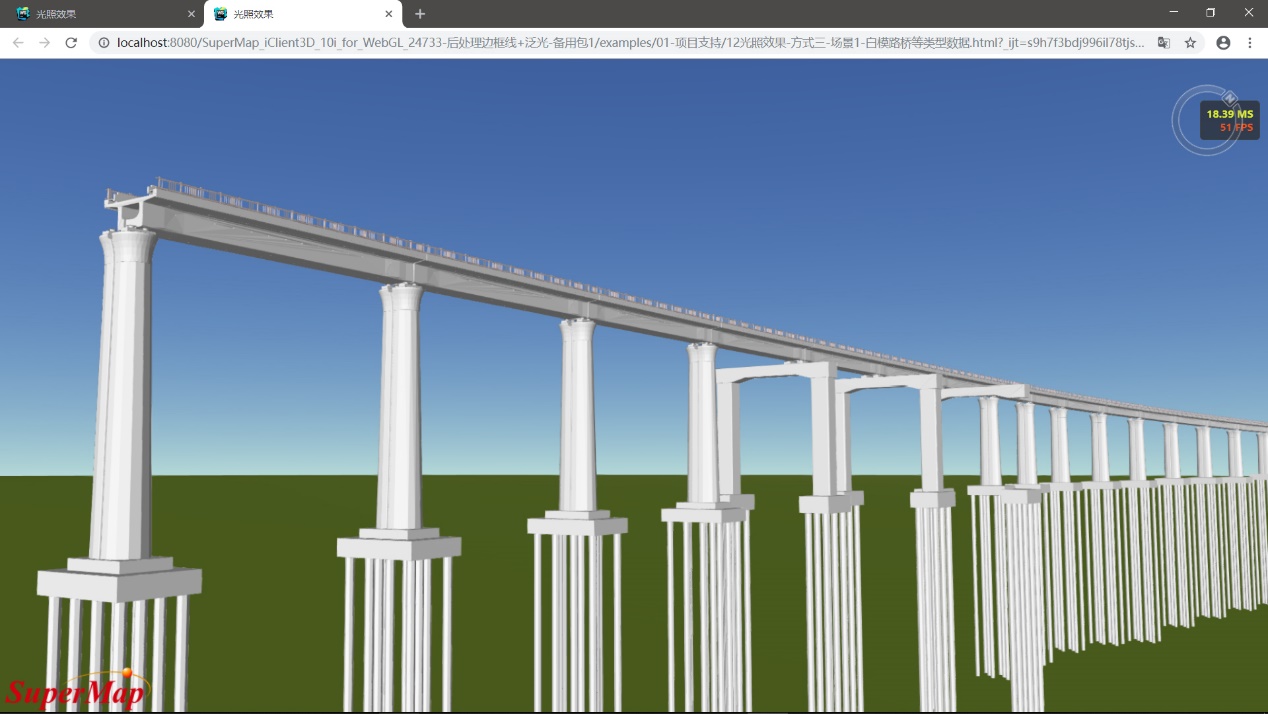 光照效果
光照效果
localhost:8080/SuperMap_iClient3D_10i_for_WebGL_24733-后处理边框线+泛光-备用包1/examples/01-项目支持/12光照效果-方式三-场景1-白模路桥等类型数据.html?_ijt=s9h7f3bdj996il78tjs...
N
18.39 MS
51 FPS
SuperMap